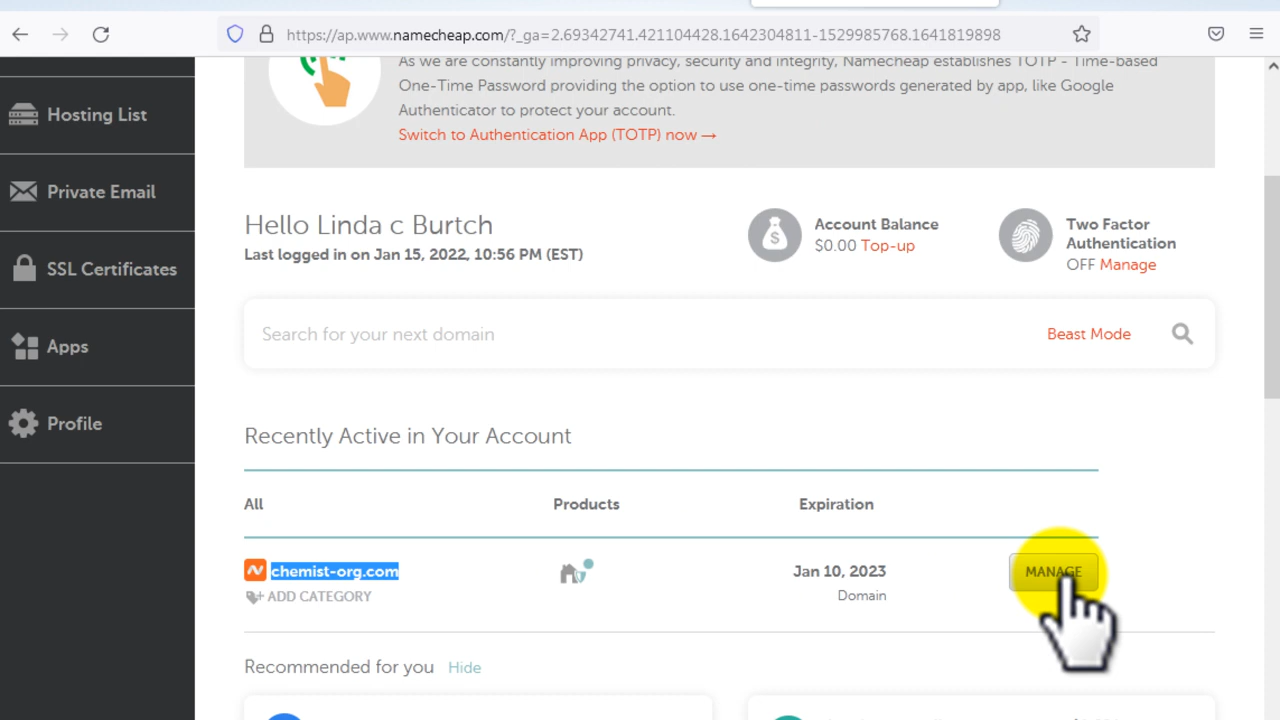 https://ap.www.namecheap.com/?_ga=2.69342741.421104428.1642304811-1529985768.1641819898
As we are constantly improving privacy, security and integrity, Namecheap establishes TOTP - Time-based
One-Time Password providing the option to use one-time passwords generated by app, like Google
Authenticator to protect your account.
Switch to Authentication App (TOTP) now →
Hosting List
Private Email
SSL Certificates
Apps
Profile
Hello Linda c Burtch
Last logged in on Jan 15, 2022, 10:56 PM (EST)
Account Balance
$0.00 Top-up
Two Factor
Authentication
OFF Manage
Search for your next domain
Beast Mode
Recently Active in Your Account
All Products Expiration
chemist-org.com
Jan 10, 2023
MANAGE
ADD CATEGORY
Domain
Recommended for you Hide